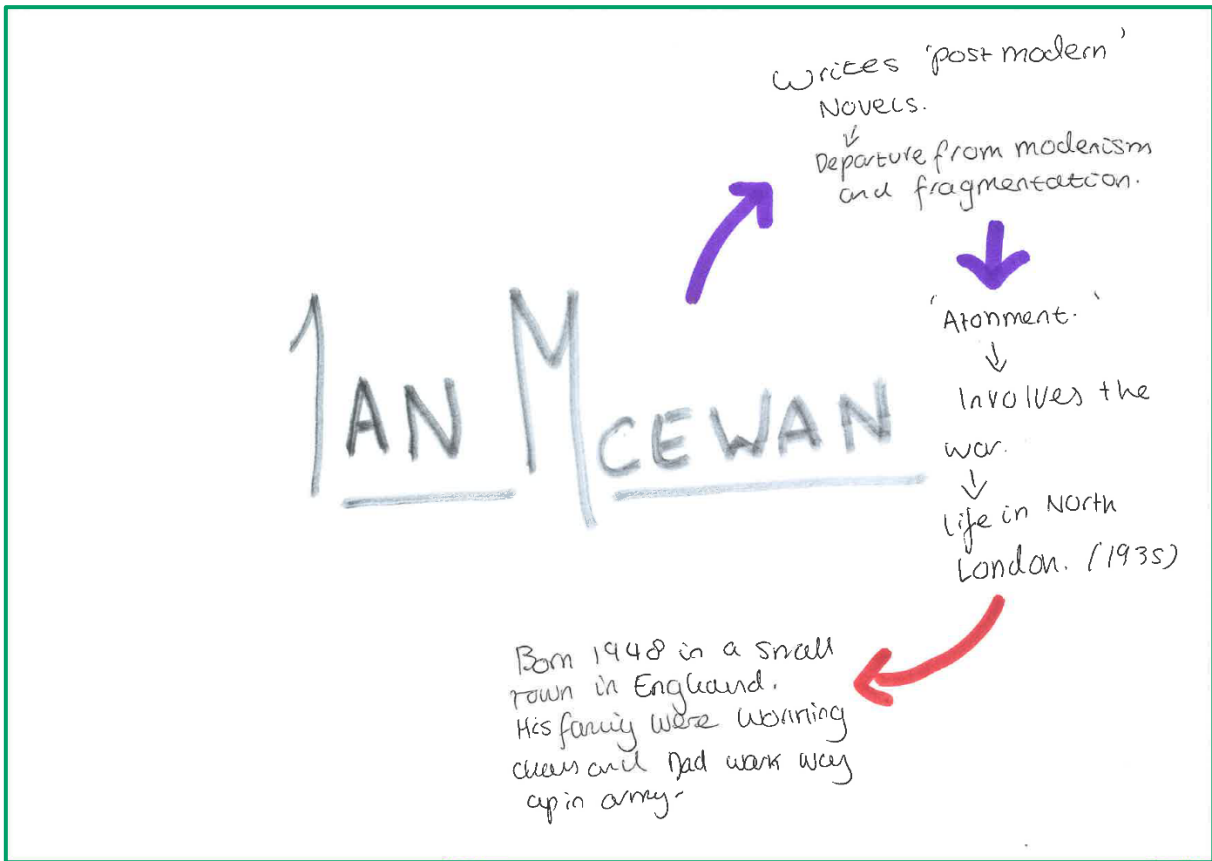 Writes 'post modern'
Novels.
Departure from modenism
and fragmentation.
'Atonment.'
Involves the
war.
life in North
London. (1935)
IAN MCEWAN
Born 1948 in a small
town in England.
His family were working
class and Dad work way
up in army.